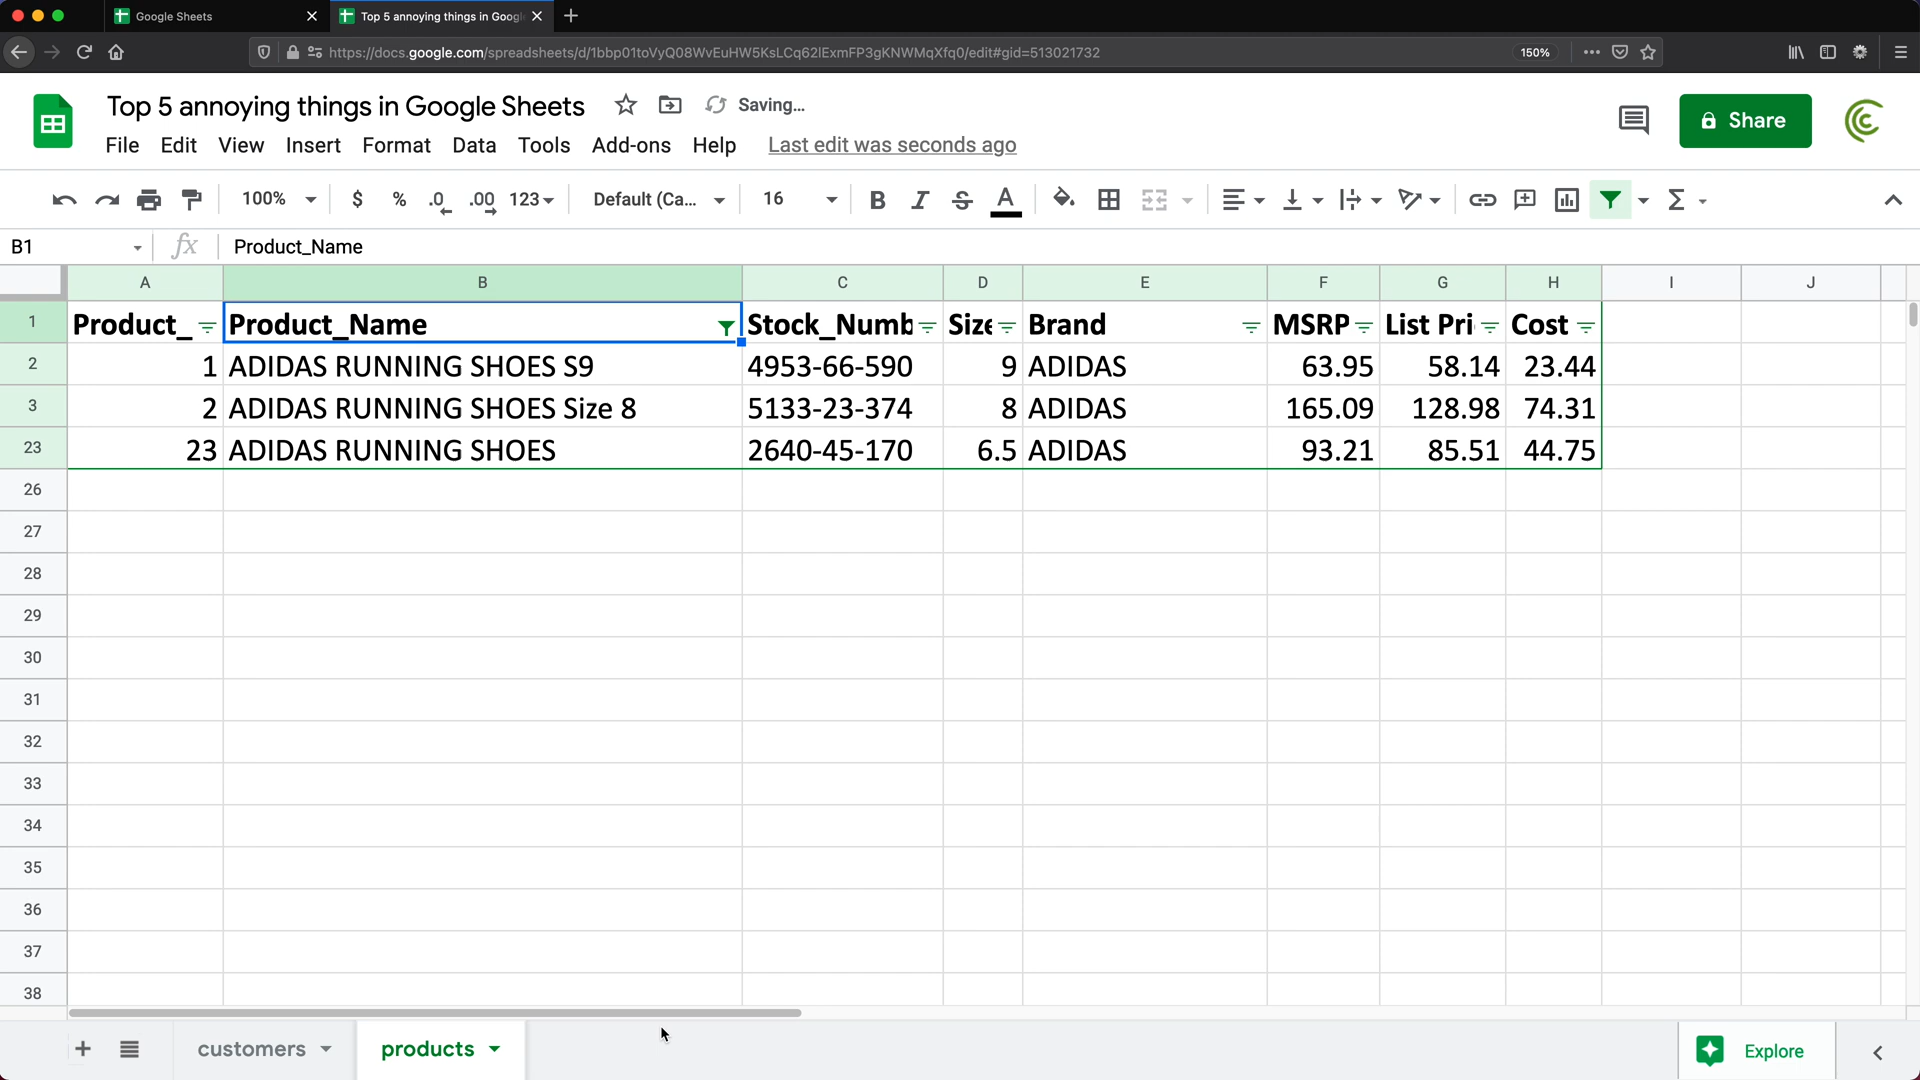 Google Sheets
Top 5 annoying things in Googl
https://docs.google.com/spreadsheets/d/1bbp01toVyQ08WvEuHW5KsLCq62lExmFP3gKNWMqXfq0/edit#gid=513021732
150%
Top 5 annoying things in Google Sheets
Saving...
Share
File Edit View Insert Format Data Tools Add-ons Help Last edit was seconds ago
100% $ % .0 .00 123 Default (Ca... 16 B I S A Σ
B1 fx Product_Name
A B C D E F G H I J
1 Product_ Product_Name Stock_Numb Size Brand MSRP List Pri Cost
2 1 ADIDAS RUNNING SHOES S9 4953-66-590 9 ADIDAS 63.95 58.14 23.44
3 2 ADIDAS RUNNING SHOES Size 8 5133-23-374 8 ADIDAS 165.09 128.98 74.31
23 23 ADIDAS RUNNING SHOES 2640-45-170 6.5 ADIDAS 93.21 85.51 44.75
26
27
28
29
30
31
32
33
34
35
36
37
38
customers products Explore